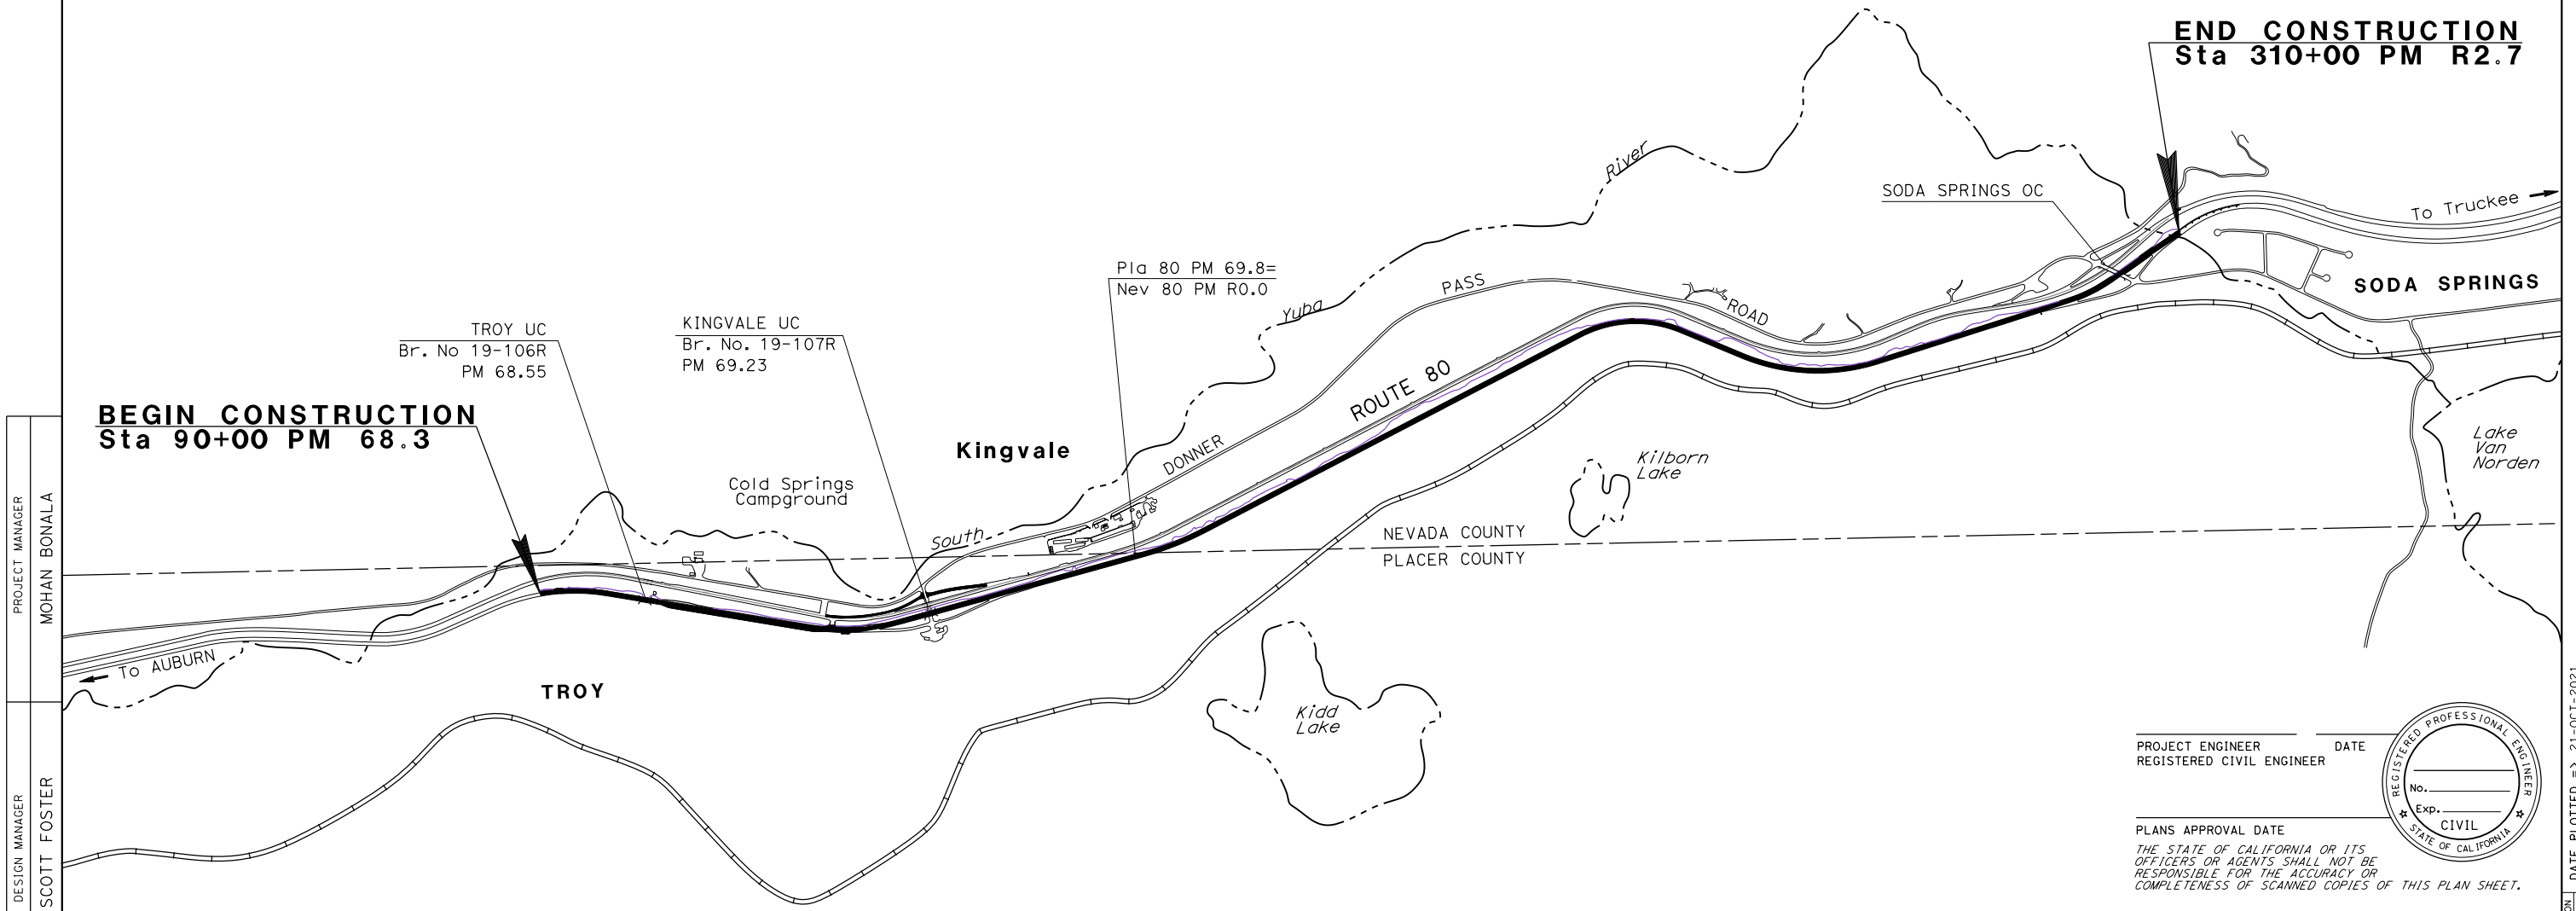 END CONSTRUCTION
Sta 310+00 PM R2.7
SODA SPRINGS OC
To Truckee
SODA SPRINGS
River
Yuba
PASS
ROAD
Pla 80 PM 69.8=
Nev 80 PM R0.0
TROY UC
Br. No 19-106R
PM 68.55
KINGVALE UC
Br. No. 19-107R
PM 69.23
BEGIN CONSTRUCTION
Sta 90+00 PM 68.3
ROUTE 80
DONNER
Kingvale
Cold Springs
Campground
South
Kilborn
Lake
Lake
Van
Norden
NEVADA COUNTY
PLACER COUNTY
To AUBURN
TROY
Kidd
Lake
PROJECT MANAGER
MOHAN BONALA
DESIGN MANAGER
SCOTT FOSTER
PROJECT ENGINEER DATE
REGISTERED CIVIL ENGINEER
PLANS APPROVAL DATE
THE STATE OF CALIFORNIA OR ITS
OFFICERS OR AGENTS SHALL NOT BE
RESPONSIBLE FOR THE ACCURACY OR
COMPLETENESS OF SCANNED COPIES OF THIS PLAN SHEET.
REGISTERED PROFESSIONAL ENGINEER
No.
Exp.
CIVIL
STATE OF CALIFORNIA
DATE PLOTTED => 21-OCT-2021